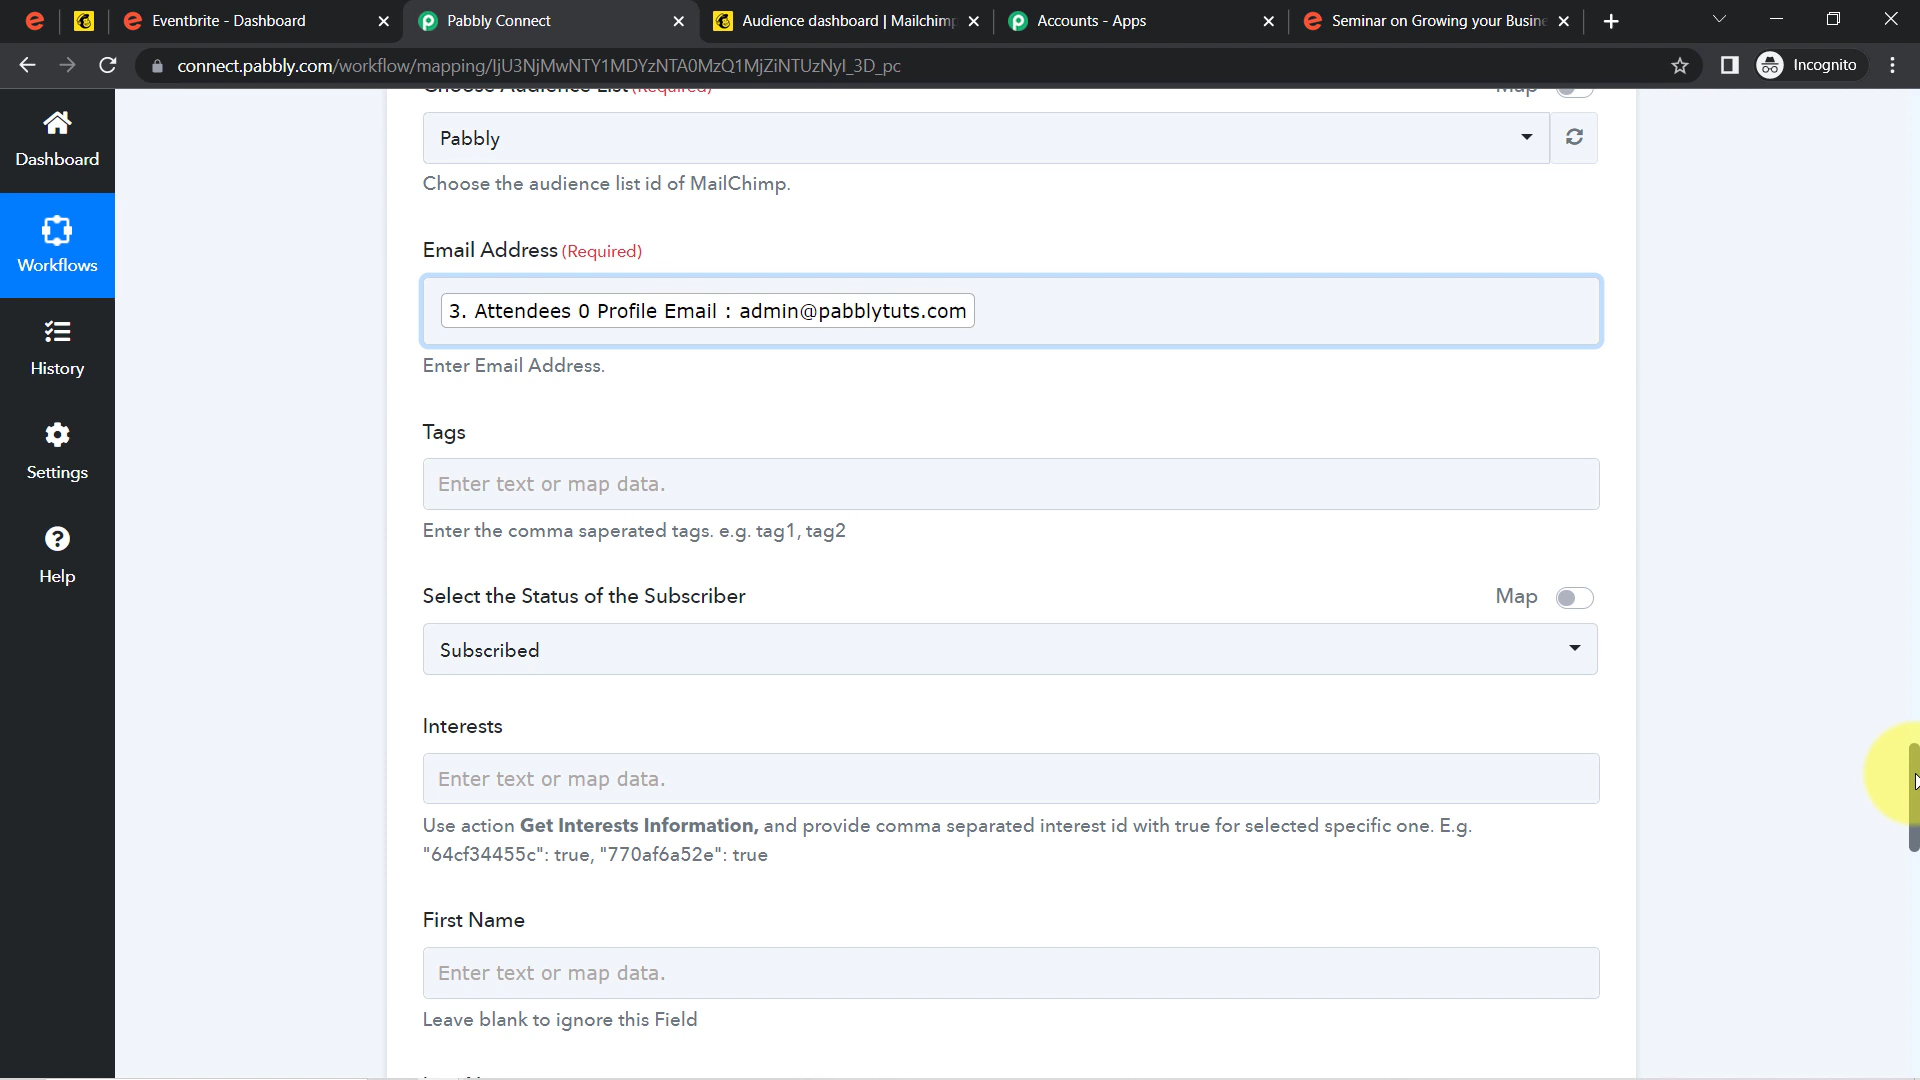 Eventbrite - Dashboard
Pabbly Connect
Audience dashboard | Mailchimp
Accounts - Apps
Seminar on Growing your Busine
connect.pabbly.com/workflow/mapping/IjU3NjMwNTY1MDYzNTA0MzQ1MjZiNTUzNyI_3D_pc
Incognito
Dashboard
Workflows
History
Settings
Help
Choose Audience List (Required)
Map
Pabbly
Choose the audience list id of MailChimp.
Email Address (Required)
3. Attendees 0 Profile Email : admin@pabblytuts.com
Enter Email Address.
Tags
Enter text or map data.
Enter the comma saperated tags. e.g. tag1, tag2
Select the Status of the Subscriber
Map
Subscribed
Interests
Enter text or map data.
Use action Get Interests Information, and provide comma separated interest id with true for selected specific one. E.g.
"64cf34455c": true, "770af6a52e": true
First Name
Enter text or map data.
Leave blank to ignore this Field